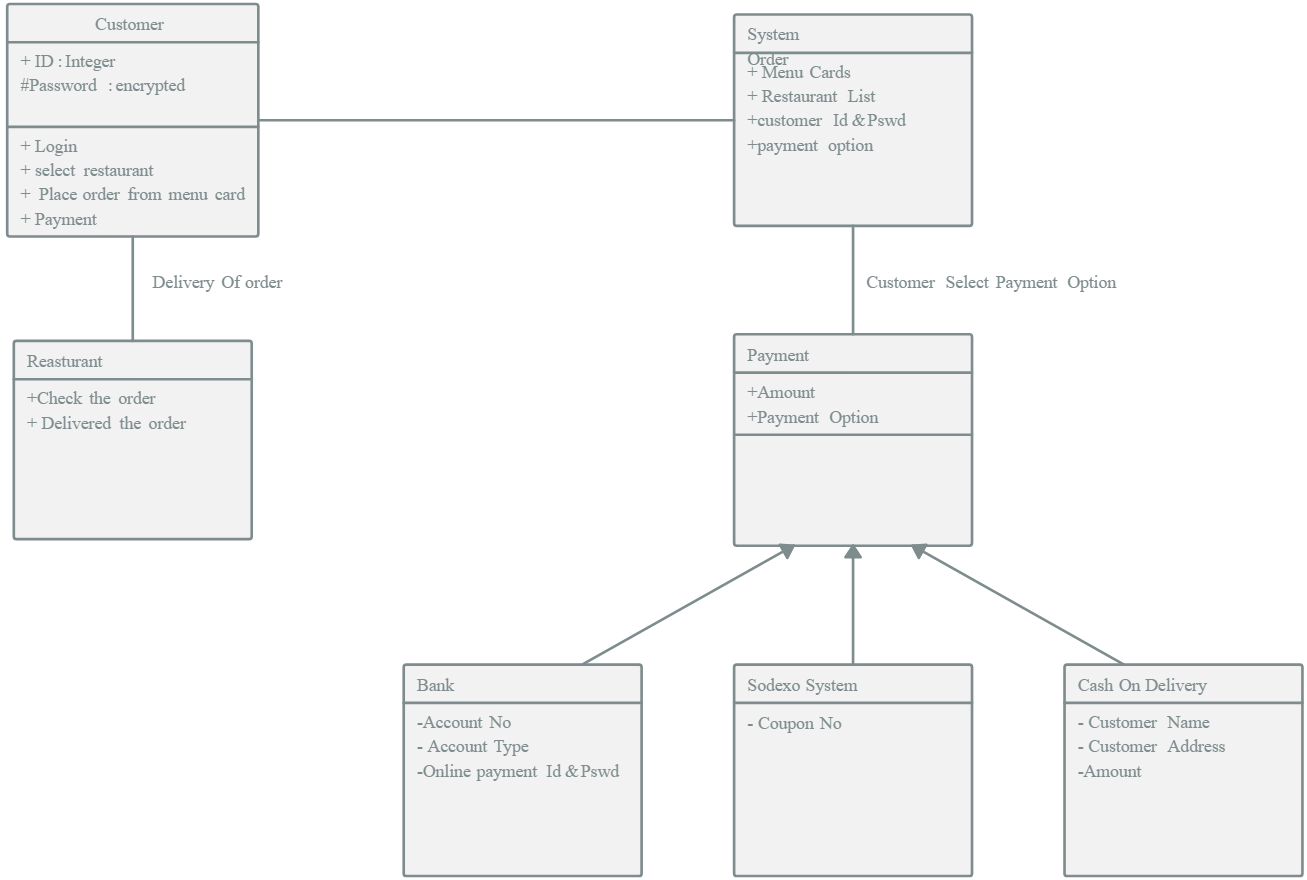 Customer
+ ID : Integer
#Password : encrypted
+ Login
+ select restaurant
+ Place order from menu card
+ Payment
System
Order
+ Menu Cards
+ Restaurant List
+customer Id & Pswd
+payment option
Delivery Of order
Customer Select Payment Option
Reasturant
+Check the order
+ Delivered the order
Payment
+Amount
+Payment Option
Bank
-Account No
- Account Type
-Online payment Id & Pswd
Sodexo System
- Coupon No
Cash On Delivery
- Customer Name
- Customer Address
-Amount